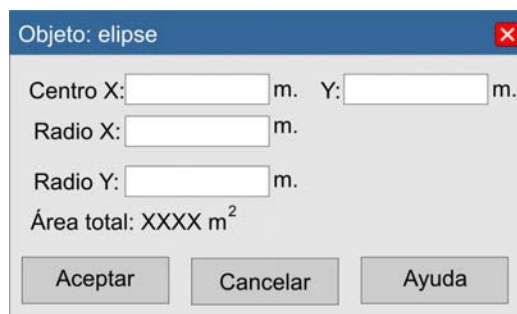 Objeto: elipse
Centro X: m. Y: m.
Radio X: m.
Radio Y: m.
Área total: XXXX m²
Aceptar Cancelar Ayuda